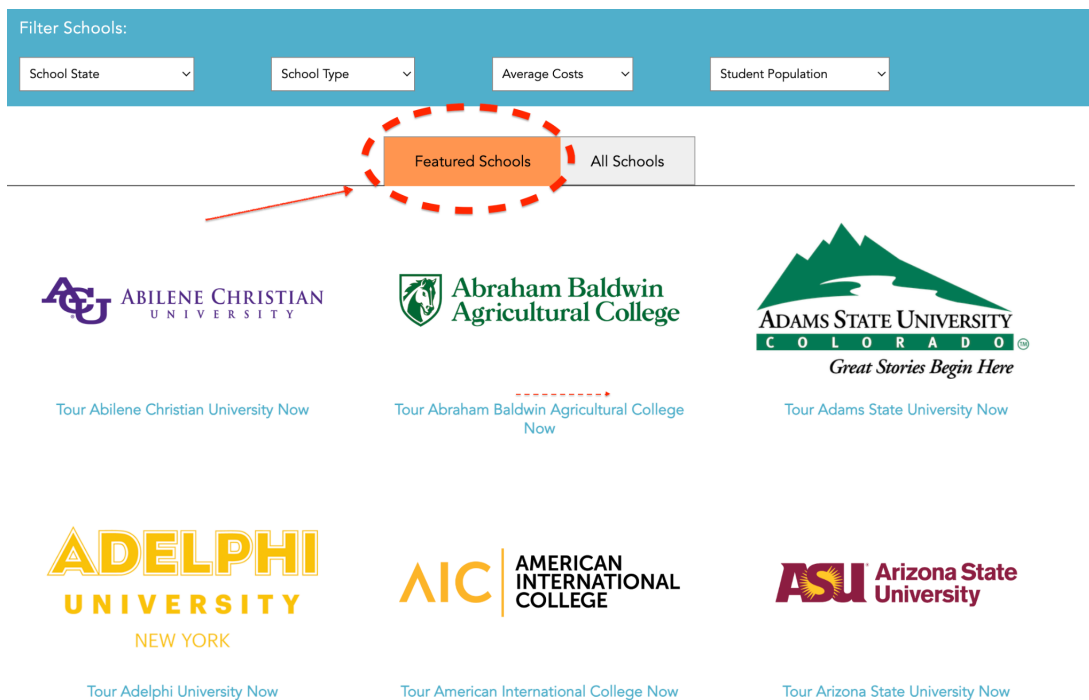 Filter Schools:
School State
School Type
Average Costs
Student Population
Featured Schools
All Schools
ACU
ABILENE CHRISTIAN
UNIVERSITY
Abraham Baldwin
Agricultural College
ADAMS STATE UNIVERSITY
COLORADO TM
Great Stories Begin Here
Tour Abilene Christian University Now
Tour Abraham Baldwin Agricultural College
Now
Tour Adams State University Now
ADELPHI
UNIVERSITY
NEW YORK
AIC
AMERICAN
INTERNATIONAL
COLLEGE
ASU
Arizona State
University
Tour Adelphi University Now
Tour American International College Now
Tour Arizona State University Now